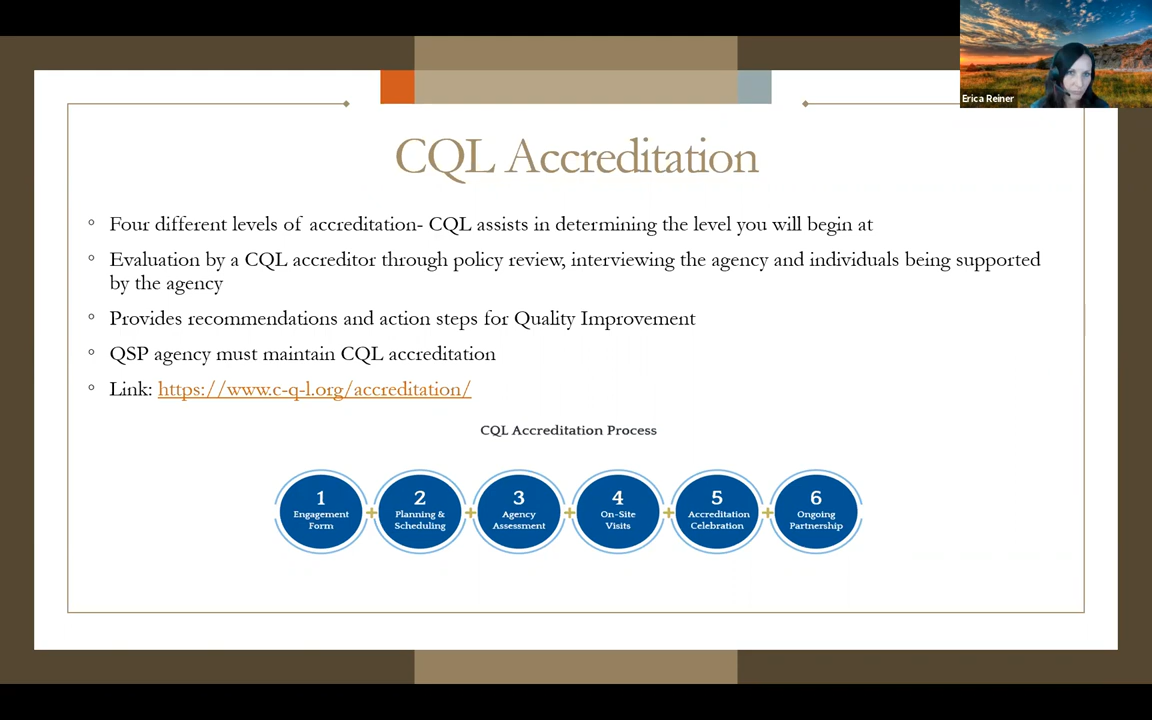 Erica Reiner
CQL Accreditation
Four different levels of accreditation- CQL assists in determining the level you will begin at
Evaluation by a CQL accreditor through policy review, interviewing the agency and individuals being supported
by the agency
Provides recommendations and action steps for Quality Improvement
QSP agency must maintain CQL accreditation
Link: https://www.c-q-l.org/accreditation/
CQL Accreditation Process
1
Engagement
Form
2
Planning &
Scheduling
3
Agency
Assessment
4
On-Site
Visits
5
Accreditation
Celebration
6
Ongoing
Partnership